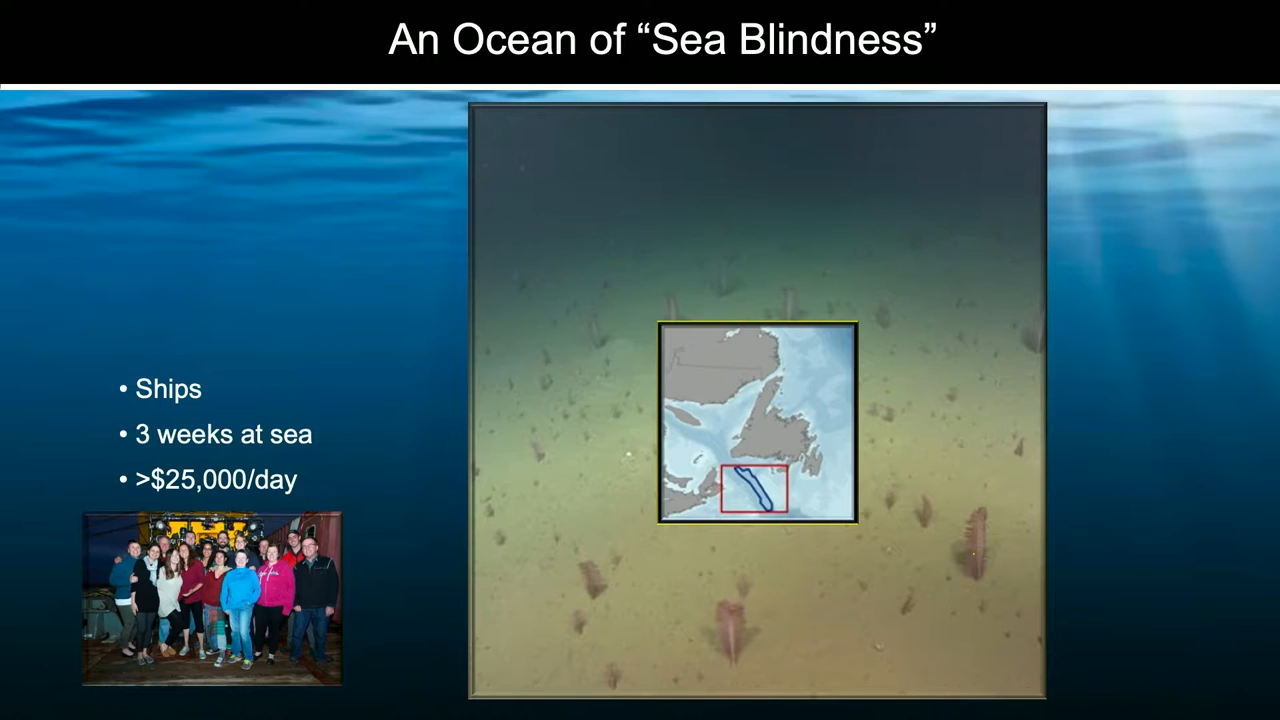 An Ocean of “Sea Blindness”
• Ships
• 3 weeks at sea
• >$25,000/day